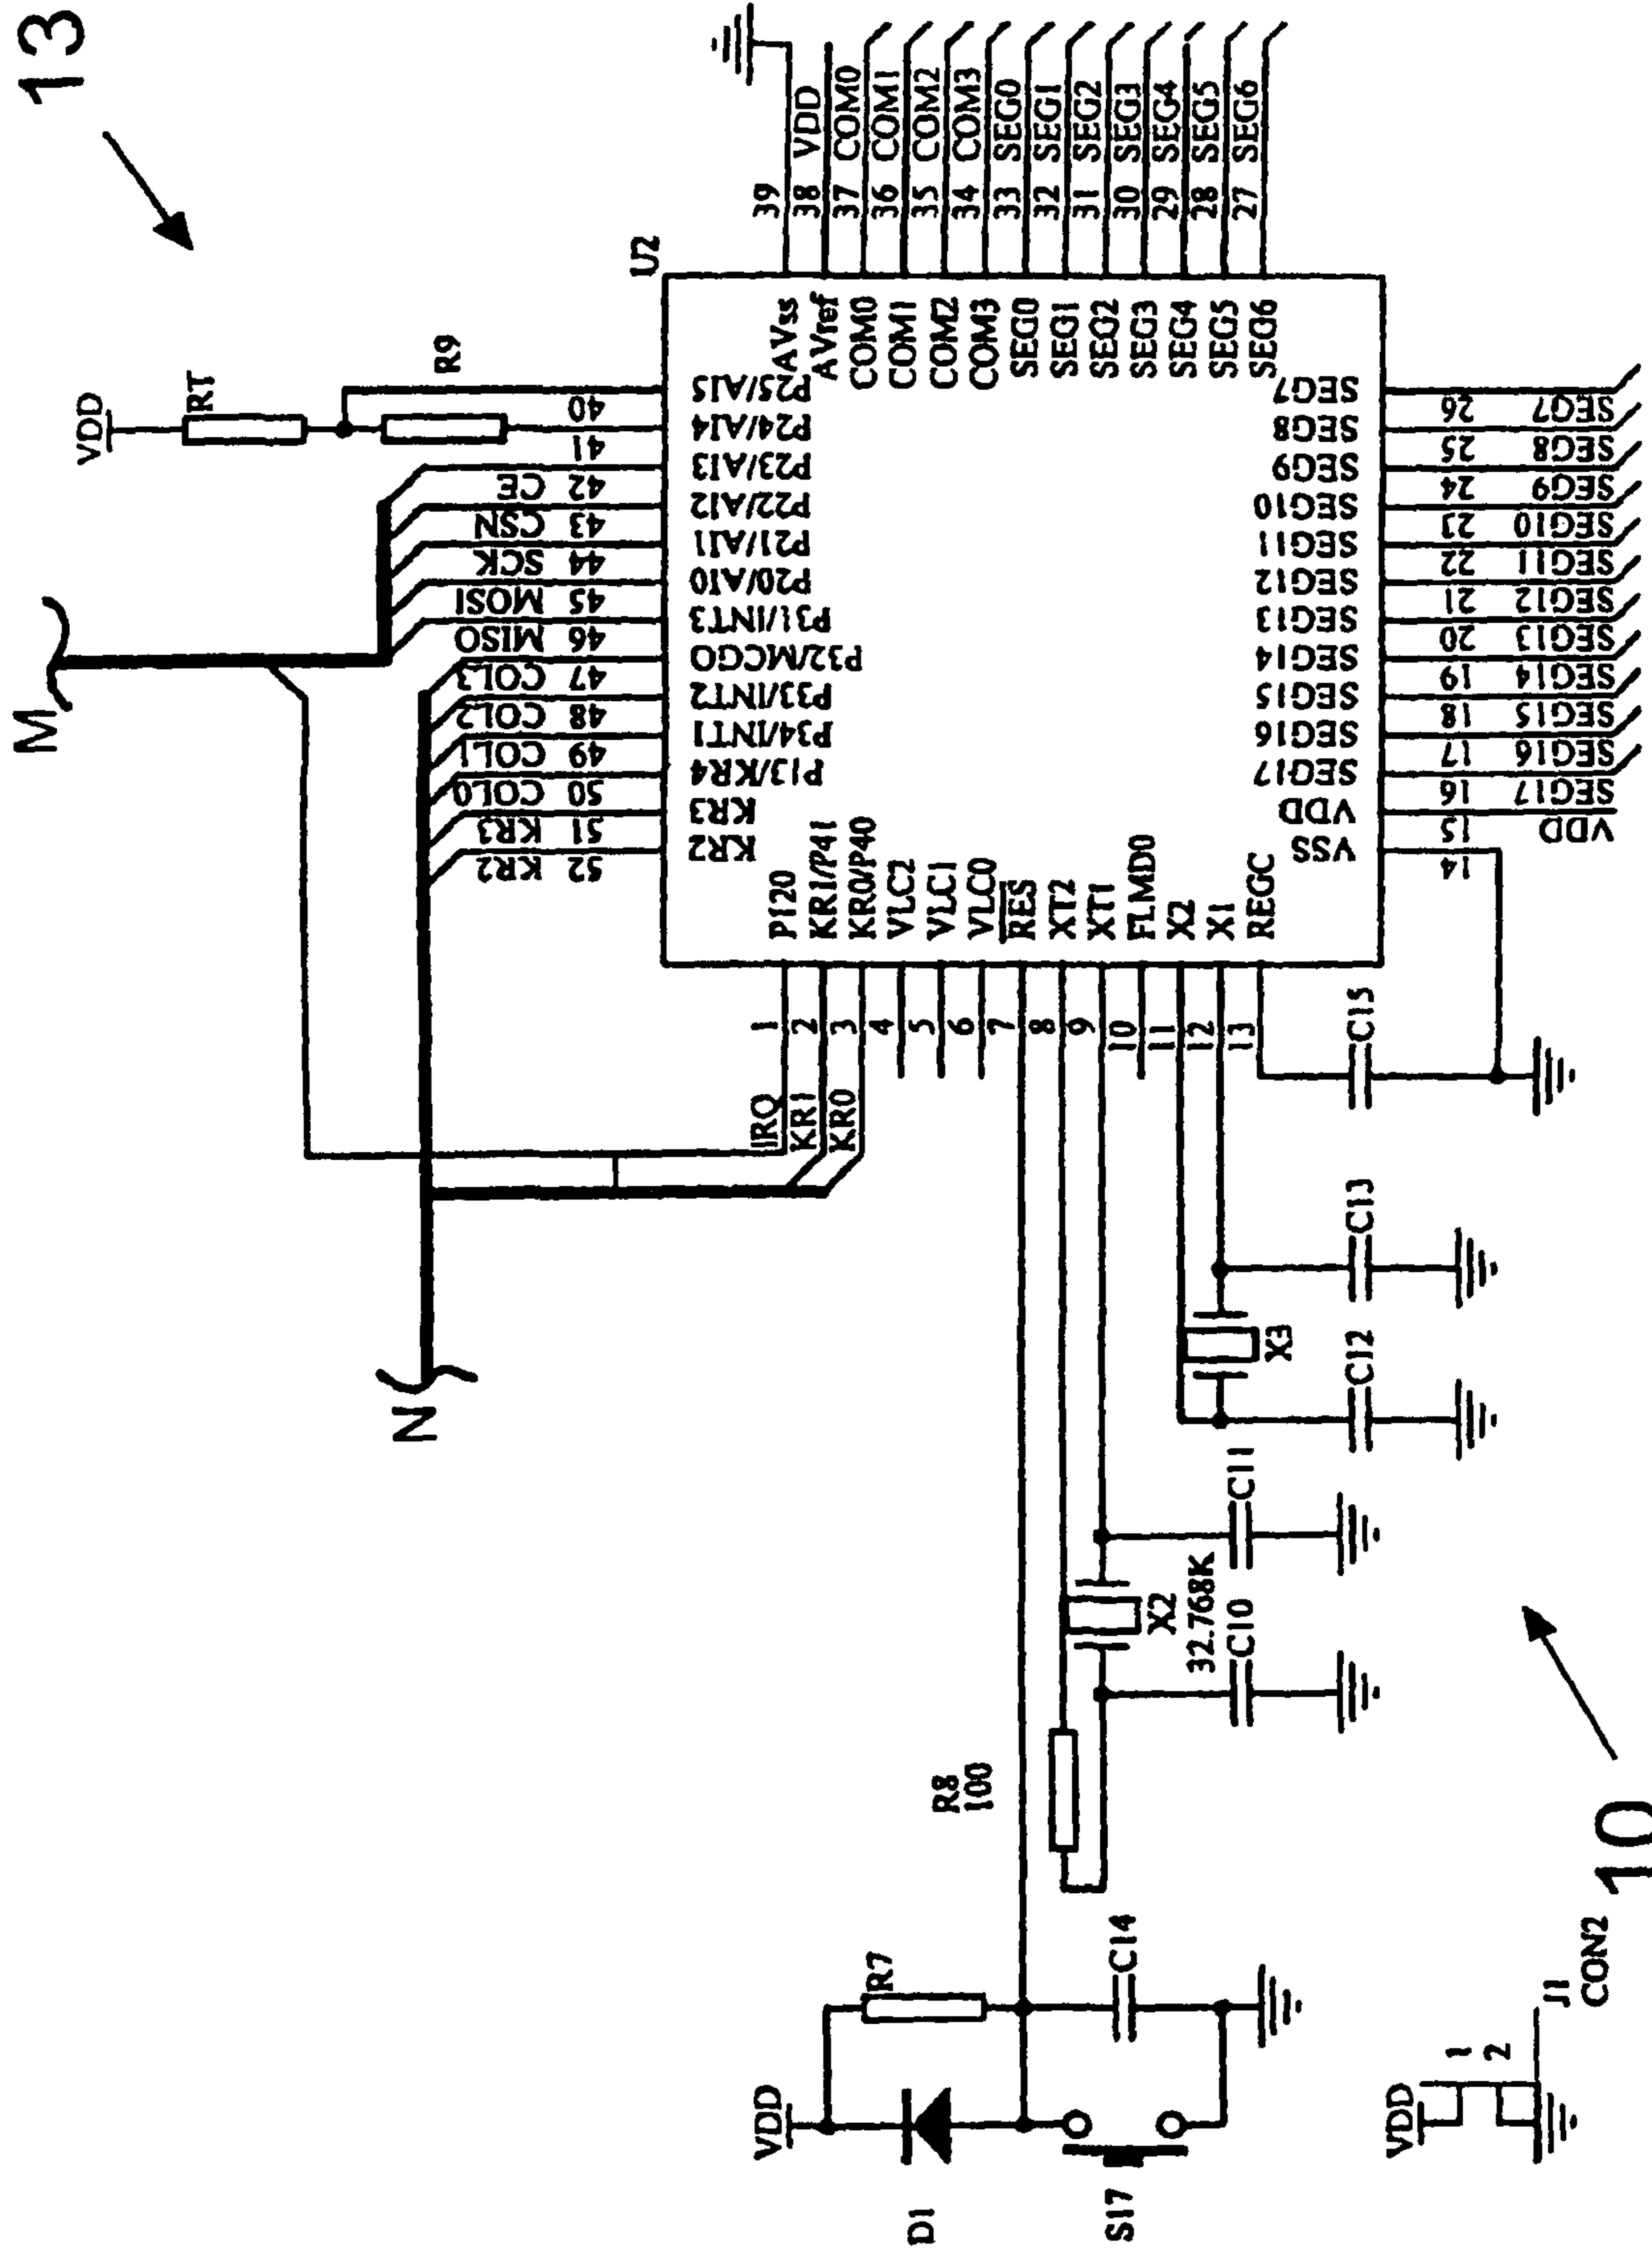 13
M
N
VDD
RT
R9
U2
39
38 VDD
37 COM0
36 COM1
35 COM2
34 COM3
33 SEG0
32 SEG1
31 SEG2
30 SEG3
29 SEG4
28 SEG5
27 SEG6
AVss
AVref
COM0
COM1
COM2
COM3
SEG0
SEG1
SEG2
SEG3
SEG4
SEG5
SEG6
40
41
42 CE
43 CSN
44 SCK
45 MOSI
46 MISO
47 COL3
48 COL2
49 COL1
50 COL0
51 KR3
52 KR2
P25/AI5
P24/AI4
P23/AI3
P22/AI2
P21/AI1
P20/AI0
P31/INT3
P32/MCGO
P33/INT2
P34/INT1
P13/KR4
KR3
KR2
SEG7
SEG8
SEG9
SEG10
SEG11
SEG12
SEG13
SEG14
SEG15
SEG16
SEG17
VDD
VSS
26 SEG7
25 SEG8
24 SEG9
23 SEG10
22 SEG11
21 SEG12
20 SEG13
19 SEG14
18 SEG15
17 SEG16
16 SEG17
15 VDD
14
P120
KR1/P41
KR0/P40
VLC2
VLC1
VLC0
RES
XT2
XT1
FLMD0
X2
X1
REGC
IRQ 1
KR1 2
KR0 3
4
5
6
7
8
9
10
11
12
13
C15
C13
X3
C12
C11
X2
32.768K
C10
R8
100
VDD
R7
C14
D1
S17
VDD
1
2
J1
CON2
10